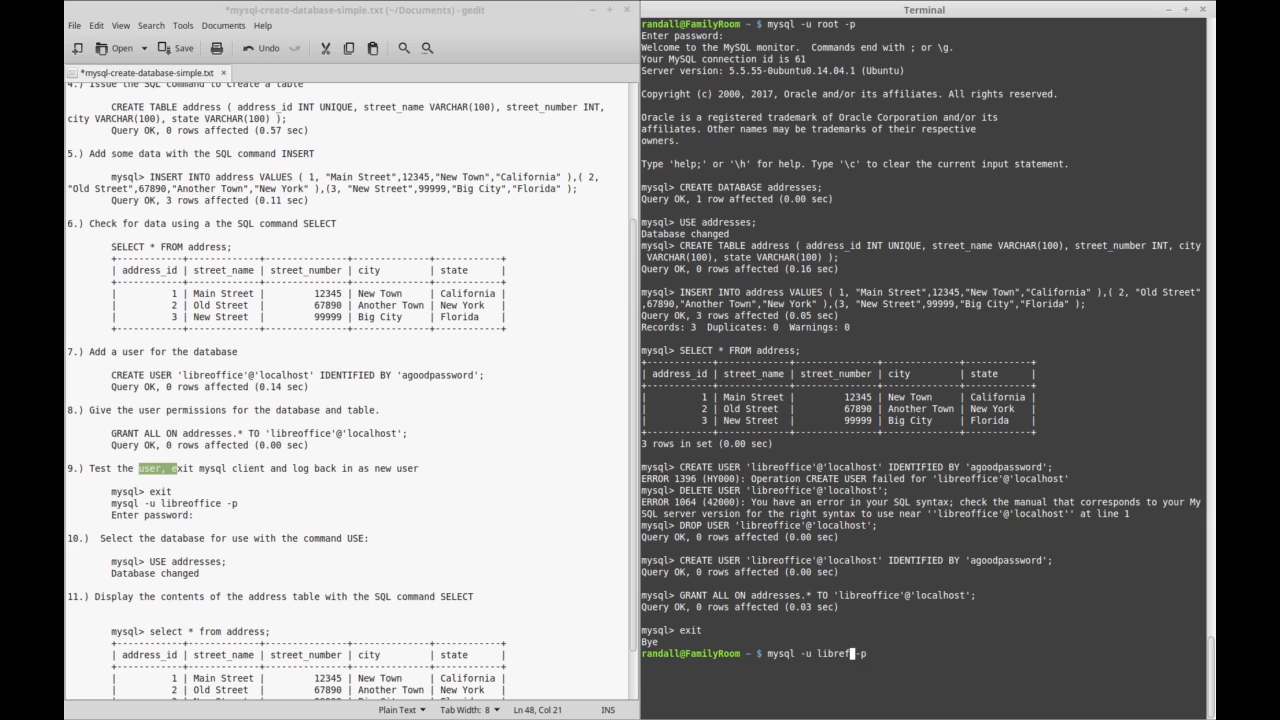 *mysql-create-database-simple.txt (~/Documents) - gedit
File Edit View Search Tools Documents Help
Open Save Undo
*mysql-create-database-simple.txt ×
4.) Issue the SQL command to create a table
CREATE TABLE address ( address_id INT UNIQUE, street_name VARCHAR(100), street_number INT,
city VARCHAR(100), state VARCHAR(100) );
Query OK, 0 rows affected (0.57 sec)
5.) Add some data with the SQL command INSERT
mysql> INSERT INTO address VALUES ( 1, "Main Street",12345,"New Town","California" ),( 2,
"Old Street",67890,"Another Town","New York" ),(3, "New Street",99999,"Big City","Florida" );
Query OK, 3 rows affected (0.11 sec)
6.) Check for data using a the SQL command SELECT
SELECT * FROM address;
+------------+-------------+---------------+--------------+------------+
| address_id | street_name | street_number | city | state |
+------------+-------------+---------------+--------------+------------+
| 1 | Main Street | 12345 | New Town | California |
| 2 | Old Street | 67890 | Another Town | New York |
| 3 | New Street | 99999 | Big City | Florida |
+------------+-------------+---------------+--------------+------------+
7.) Add a user for the database
CREATE USER 'libreoffice'@'localhost' IDENTIFIED BY 'agoodpassword';
Query OK, 0 rows affected (0.14 sec)
8.) Give the user permissions for the database and table.
GRANT ALL ON addresses.* TO 'libreoffice'@'localhost';
Query OK, 0 rows affected (0.00 sec)
9.) Test the user, exit mysql client and log back in as new user
mysql> exit
mysql -u libreoffice -p
Enter password:
10.) Select the database for use with the command USE:
mysql> USE addresses;
Database changed
11.) Display the contents of the address table with the SQL command SELECT
mysql> select * from address;
+------------+-------------+---------------+--------------+------------+
| address_id | street_name | street_number | city | state |
+------------+-------------+---------------+--------------+------------+
| 1 | Main Street | 12345 | New Town | California |
| 2 | Old Street | 67890 | Another Town | New York |
Plain Text Tab Width: 8 Ln 48, Col 21 INS
Terminal
randall@FamilyRoom ~ $ mysql -u root -p
Enter password:
Welcome to the MySQL monitor. Commands end with ; or \g.
Your MySQL connection id is 61
Server version: 5.5.55-0ubuntu0.14.04.1 (Ubuntu)
Copyright (c) 2000, 2017, Oracle and/or its affiliates. All rights reserved.
Oracle is a registered trademark of Oracle Corporation and/or its
affiliates. Other names may be trademarks of their respective
owners.
Type 'help;' or '\h' for help. Type '\c' to clear the current input statement.
mysql> CREATE DATABASE addresses;
Query OK, 1 row affected (0.00 sec)
mysql> USE addresses;
Database changed
mysql> CREATE TABLE address ( address_id INT UNIQUE, street_name VARCHAR(100), street_number INT, city
VARCHAR(100), state VARCHAR(100) );
Query OK, 0 rows affected (0.16 sec)
mysql> INSERT INTO address VALUES ( 1, "Main Street",12345,"New Town","California" ),( 2, "Old Street"
,67890,"Another Town","New York" ),(3, "New Street",99999,"Big City","Florida" );
Query OK, 3 rows affected (0.05 sec)
Records: 3 Duplicates: 0 Warnings: 0
mysql> SELECT * FROM address;
+------------+-------------+---------------+--------------+------------+
| address_id | street_name | street_number | city | state |
+------------+-------------+---------------+--------------+------------+
| 1 | Main Street | 12345 | New Town | California |
| 2 | Old Street | 67890 | Another Town | New York |
| 3 | New Street | 99999 | Big City | Florida |
+------------+-------------+---------------+--------------+------------+
3 rows in set (0.00 sec)
mysql> CREATE USER 'libreoffice'@'localhost' IDENTIFIED BY 'agoodpassword';
ERROR 1396 (HY000): Operation CREATE USER failed for 'libreoffice'@'localhost'
mysql> DELETE USER 'libreoffice'@'localhost';
ERROR 1064 (42000): You have an error in your SQL syntax; check the manual that corresponds to your My
SQL server version for the right syntax to use near ''libreoffice'@'localhost'' at line 1
mysql> DROP USER 'libreoffice'@'localhost';
Query OK, 0 rows affected (0.00 sec)
mysql> CREATE USER 'libreoffice'@'localhost' IDENTIFIED BY 'agoodpassword';
Query OK, 0 rows affected (0.00 sec)
mysql> GRANT ALL ON addresses.* TO 'libreoffice'@'localhost';
Query OK, 0 rows affected (0.03 sec)
mysql> exit
Bye
randall@FamilyRoom ~ $ mysql -u libref -p